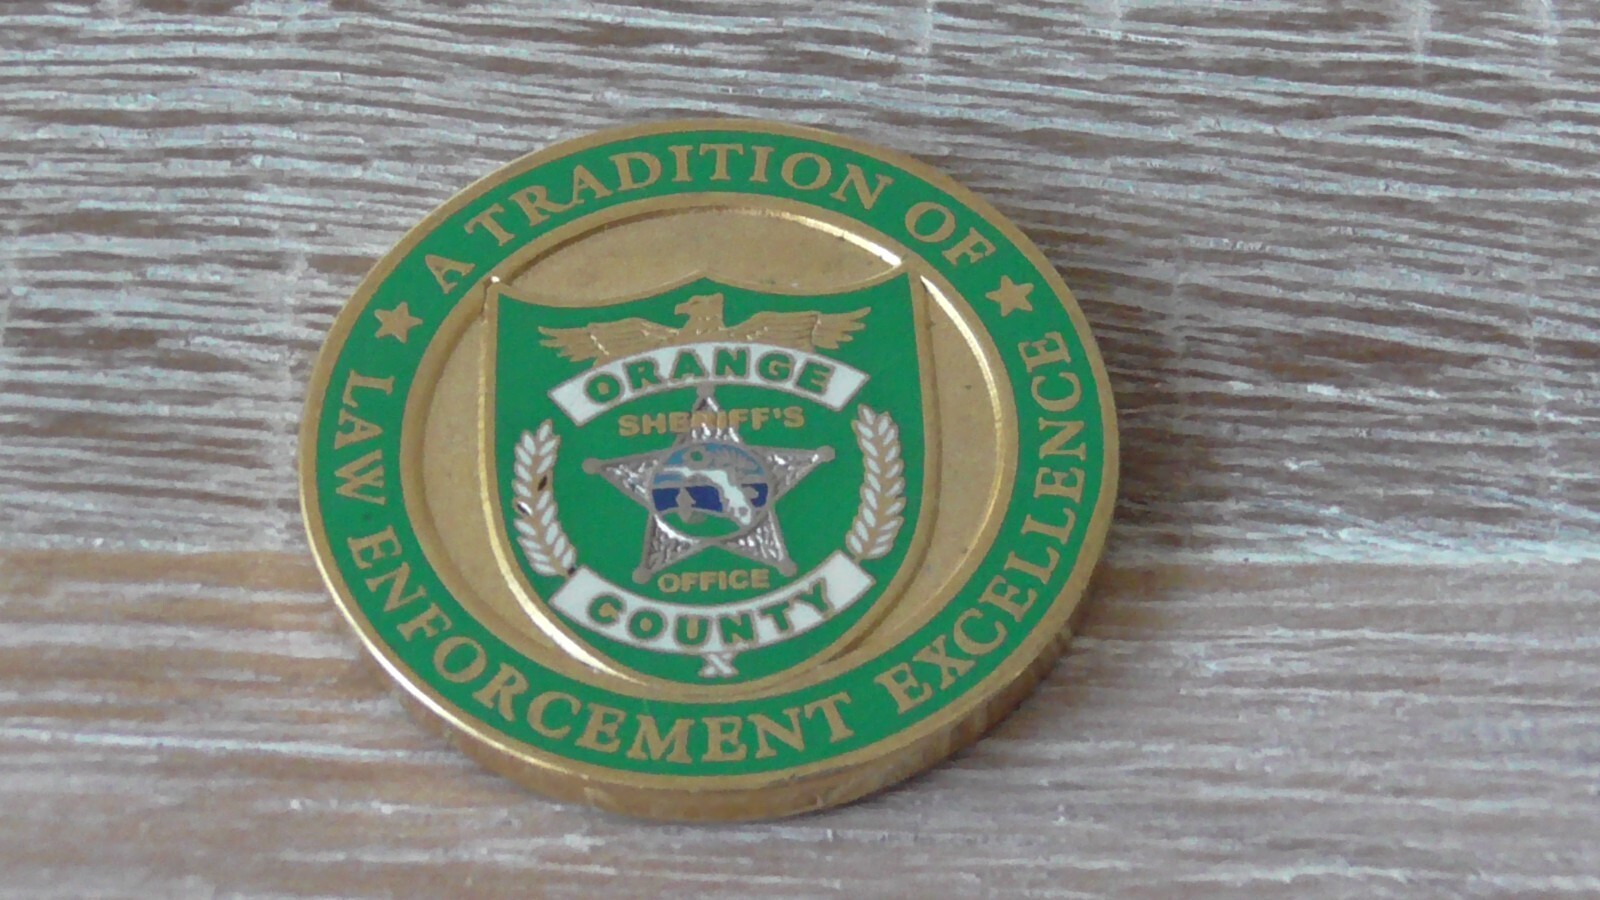 A TRADITION OF
LAW ENFORCEMENT EXCELLENCE
ORANGE
SHERIFF'S
OFFICE
COUNTY